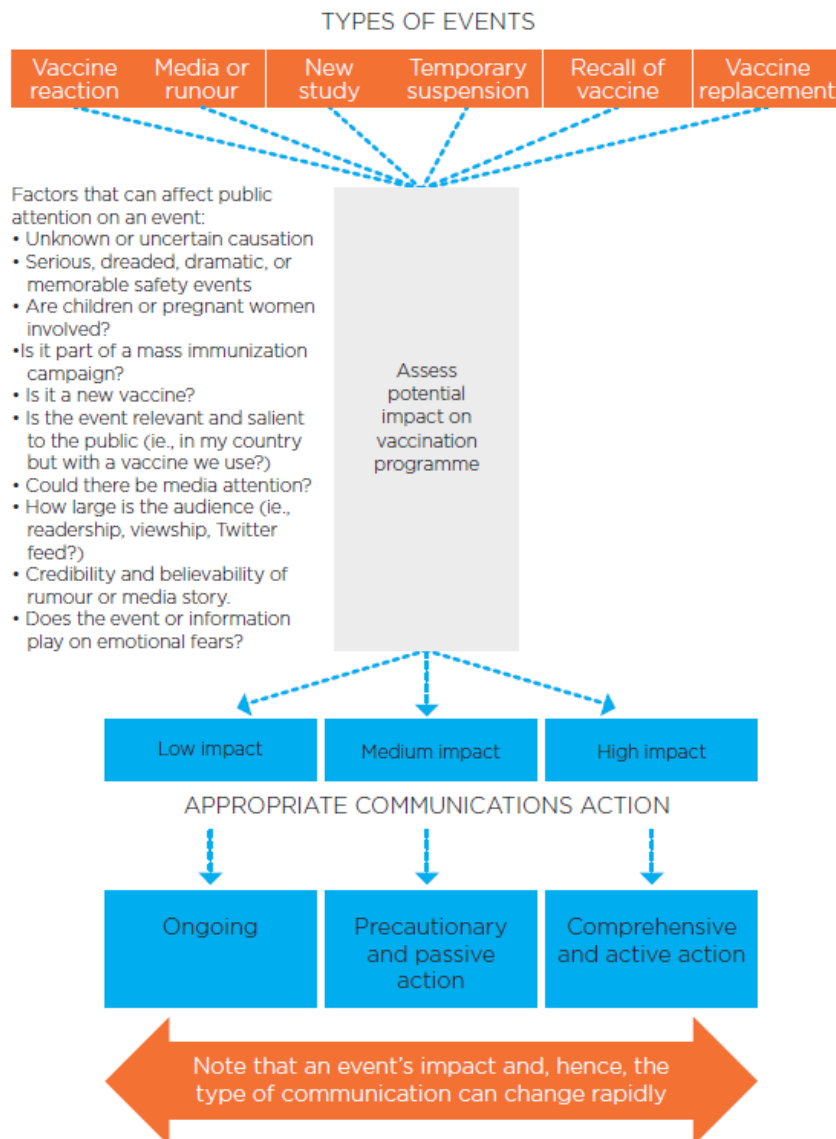 TYPES OF EVENTS
Vaccine reaction
Media or runour
New study
Temporary suspension
Recall of vaccine
Vaccine replacement
Factors that can affect public
attention on an event:
• Unknown or uncertain causation
• Serious, dreaded, dramatic, or
memorable safety events
• Are children or pregnant women
involved?
•Is it part of a mass immunization
campaign?
• Is it a new vaccine?
• Is the event relevant and salient
to the public (ie., in my country
but with a vaccine we use?)
• Could there be media attention?
• How large is the audience (ie.,
readership, viewship, Twitter
feed?)
• Credibility and believability of
rumour or media story.
• Does the event or information
play on emotional fears?
Assess
potential
impact on
vaccination
programme
Low impact
Medium impact
High impact
APPROPRIATE COMMUNICATIONS ACTION
Ongoing
Precautionary
and passive
action
Comprehensive
and active action
Note that an event's impact and, hence, the
type of communication can change rapidly